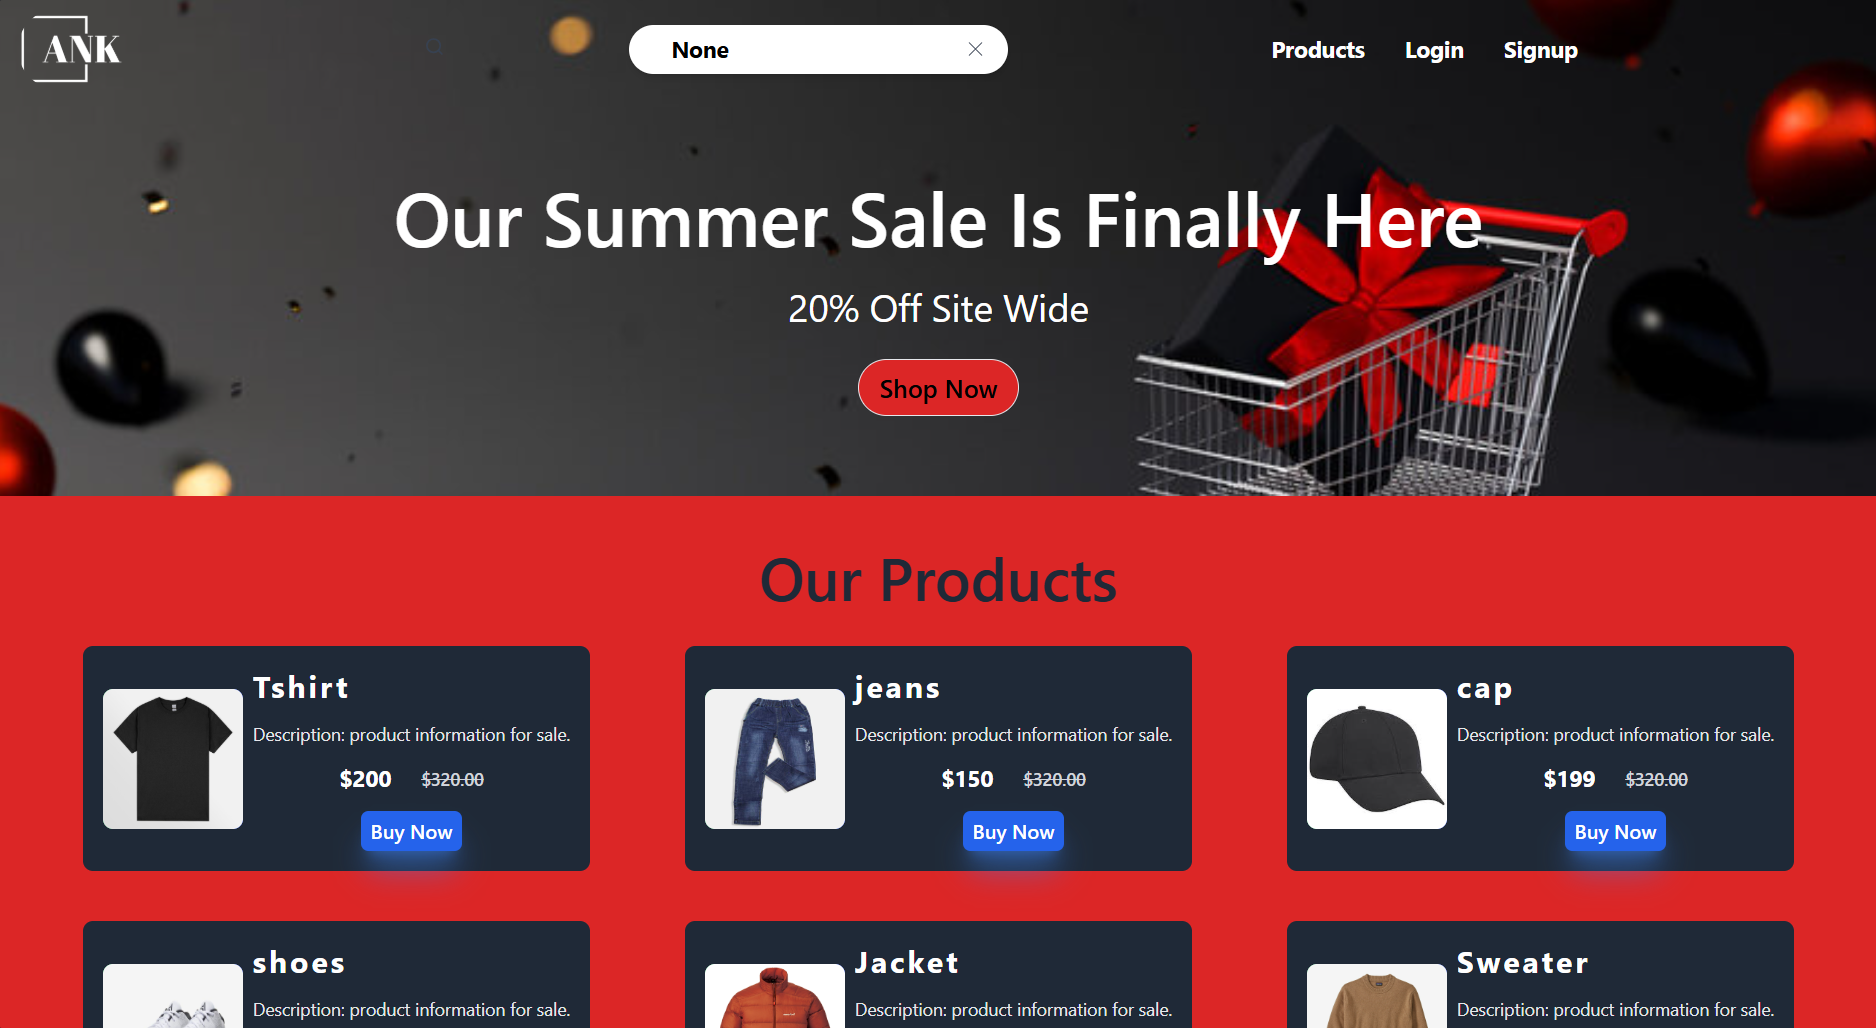 ANK
None
Products Login Signup
Our Summer Sale Is Finally Here
20% Off Site Wide
Shop Now
Our Products
Tshirt
Description: product information for sale.
$200 $320.00
Buy Now
jeans
Description: product information for sale.
$150 $320.00
Buy Now
cap
Description: product information for sale.
$199 $320.00
Buy Now
shoes
Description: product information for sale.
Jacket
Description: product information for sale.
Sweater
Description: product information for sale.